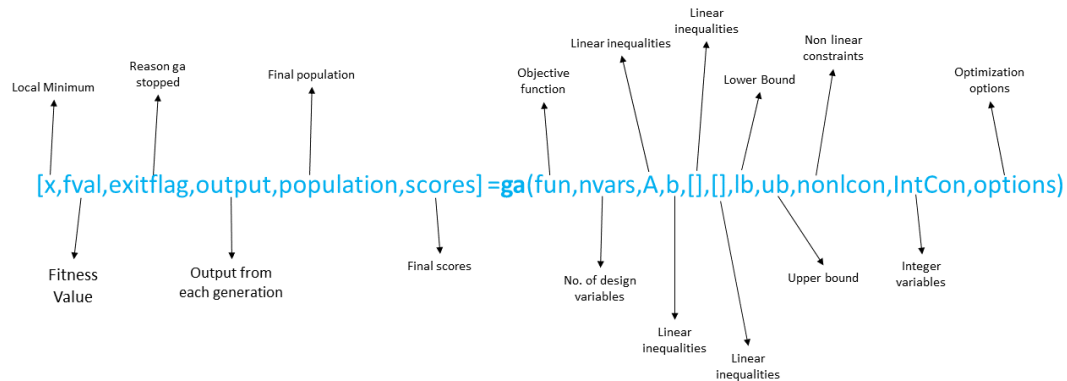 Linear
inequalities
Linear inequalities
Non linear
constraints
Reason ga
stopped
Final population
Objective
function
Lower Bound
Optimization
options
Local Minimum
[x,fval,exitflag,output,population,scores] =ga(fun,nvars,A,b,[],[],lb,ub,nonlcon,IntCon,options)
Fitness
Value
Output from
each generation
Final scores
No. of design
variables
Upper bound
Integer
variables
Linear
inequalities
Linear
inequalities